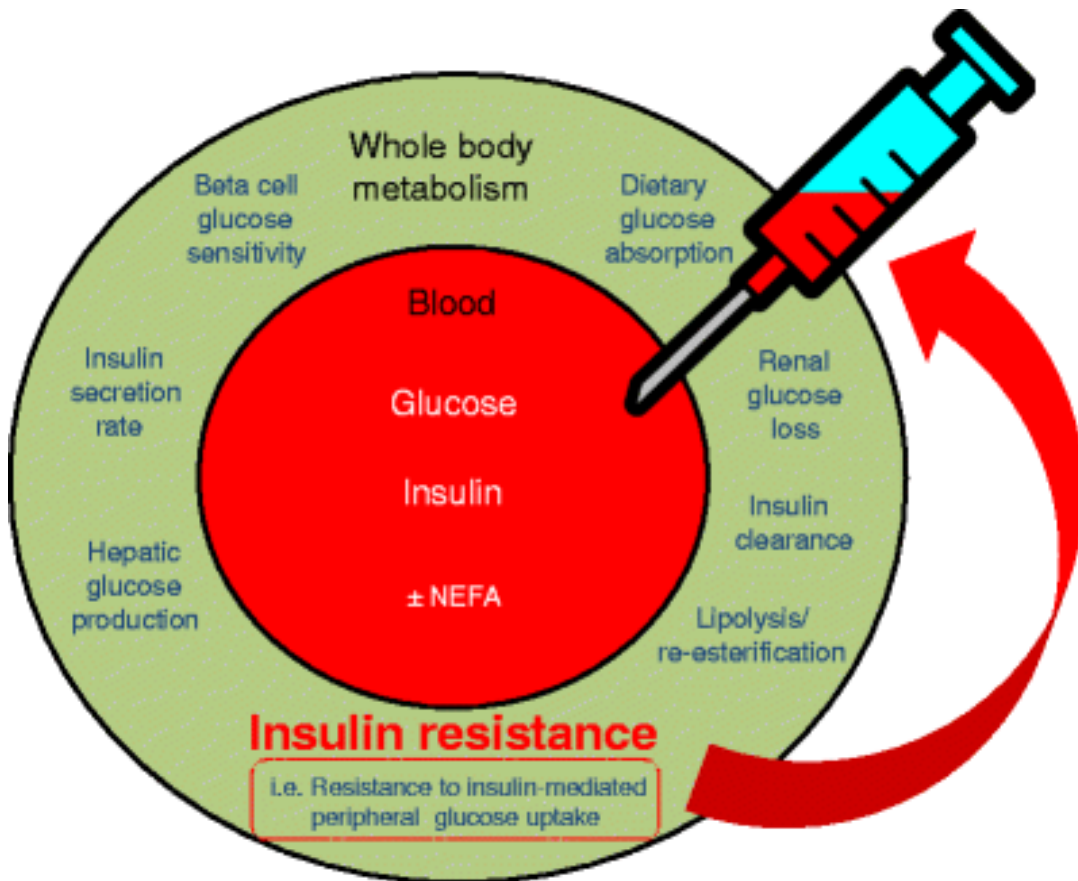 Whole body
metabolism
Beta cell
glucose
sensitivity
Dietary
glucose
absorption
Blood
Insulin
secretion
rate
Glucose
Renal
glucose
loss
Insulin
Insulin
clearance
Hepatic
glucose
production
± NEFA
Lipolysis/
re-esterification
Insulin resistance
i.e. Resistance to insulin-mediated
peripheral glucose uptake